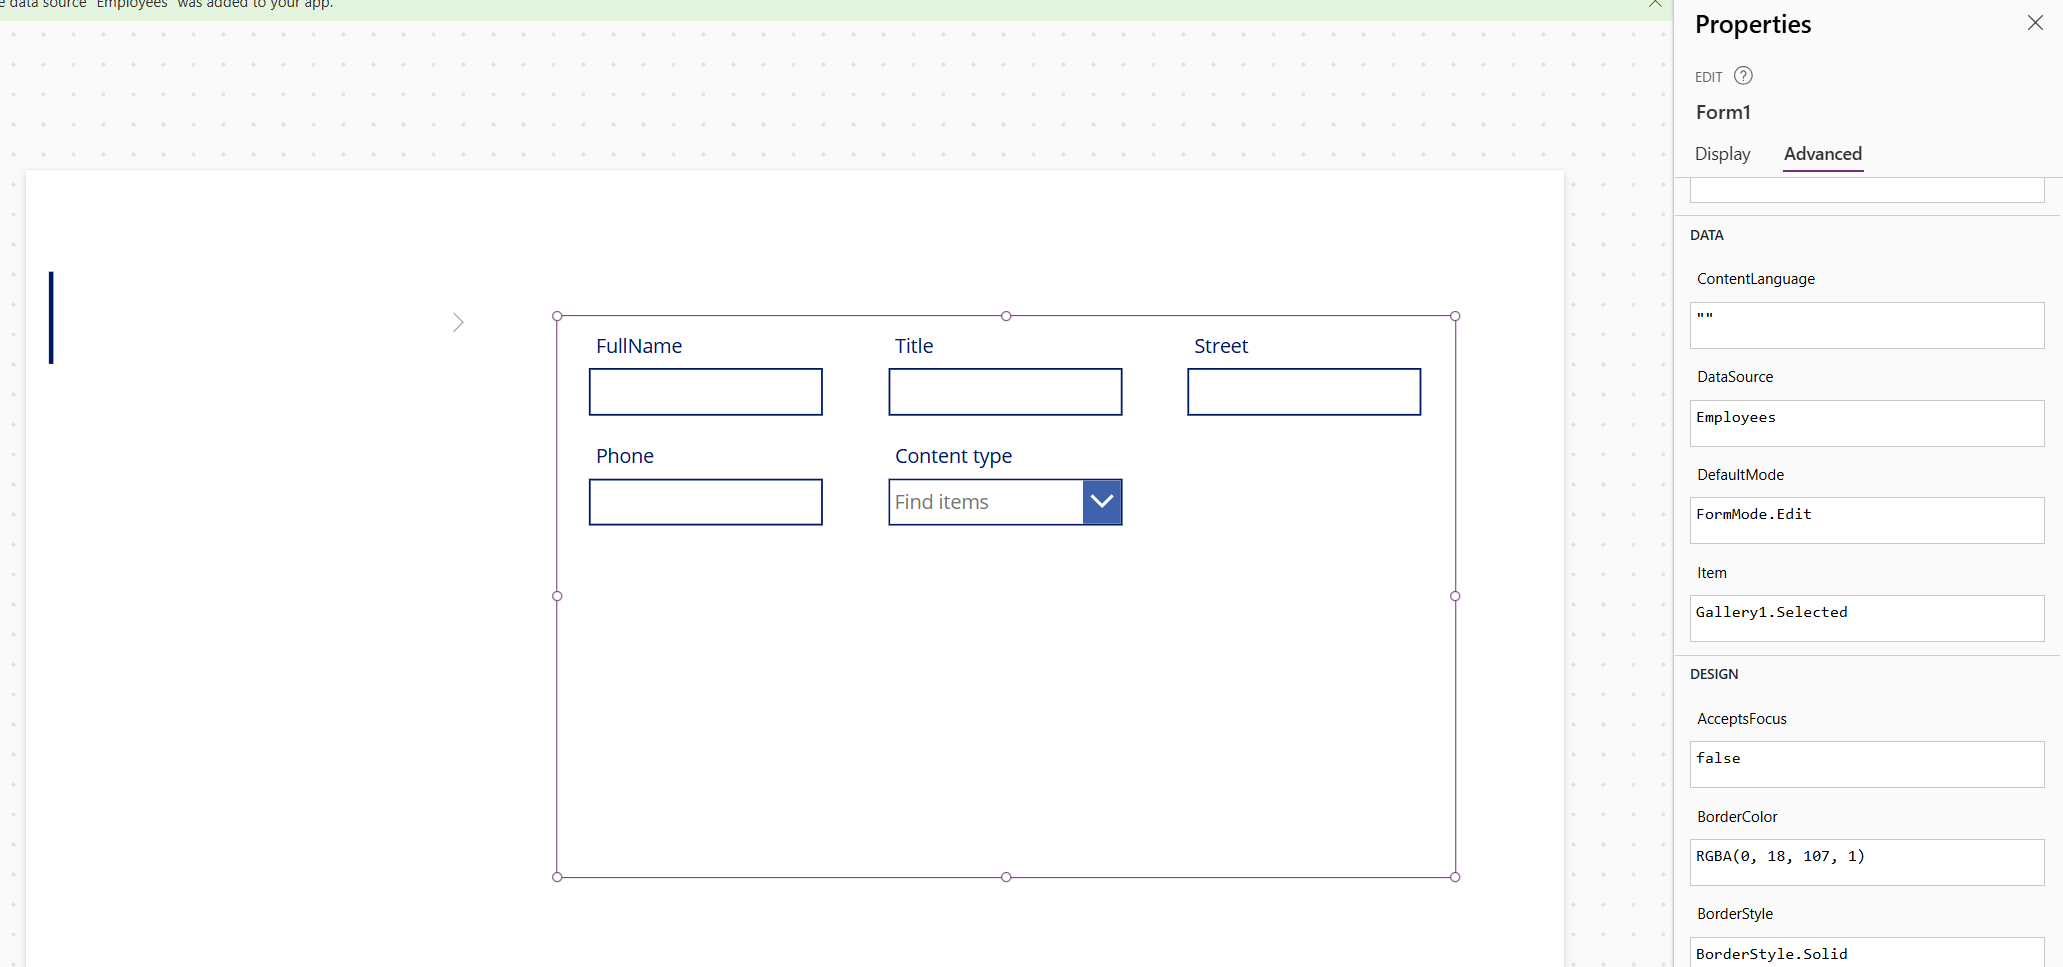 e data source "Employees" was added to your app.
Properties
EDIT ?
Form1
Display Advanced
DATA
ContentLanguage
""
DataSource
Employees
DefaultMode
FormMode.Edit
Item
Gallery1.Selected
DESIGN
AcceptsFocus
false
BorderColor
RGBA(0, 18, 107, 1)
BorderStyle
BorderStyle.Solid
FullName Title Street
Phone Content type
Find items